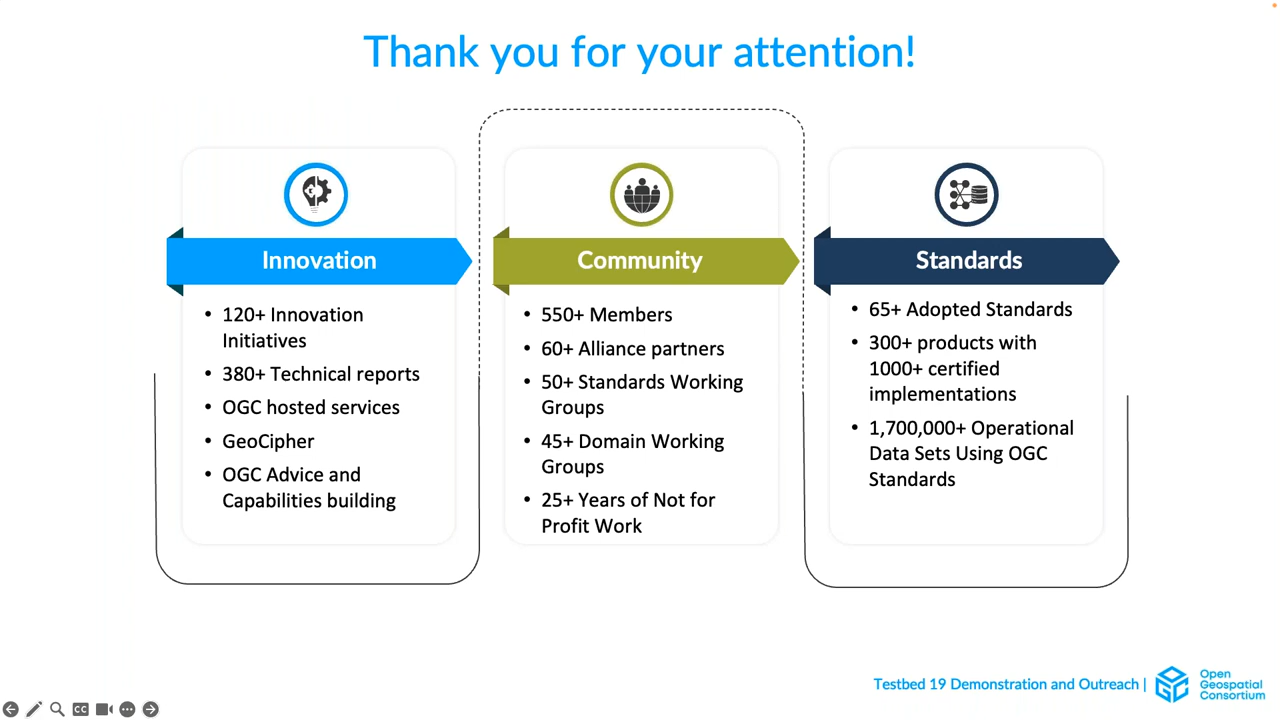 Thank you for your attention!
Innovation
• 120+ Innovation
Initiatives
• 380+ Technical reports
• OGC hosted services
• GeoCipher
• OGC Advice and
Capabilities building
Community
• 550+ Members
• 60+ Alliance partners
• 50+ Standards Working
Groups
• 45+ Domain Working
Groups
• 25+ Years of Not for
Profit Work
Standards
• 65+ Adopted Standards
• 300+ products with
1000+ certified
implementations
• 1,700,000+ Operational
Data Sets Using OGC
Standards
Testbed 19 Demonstration and Outreach |
Open
Geospatial
Consortium
CC